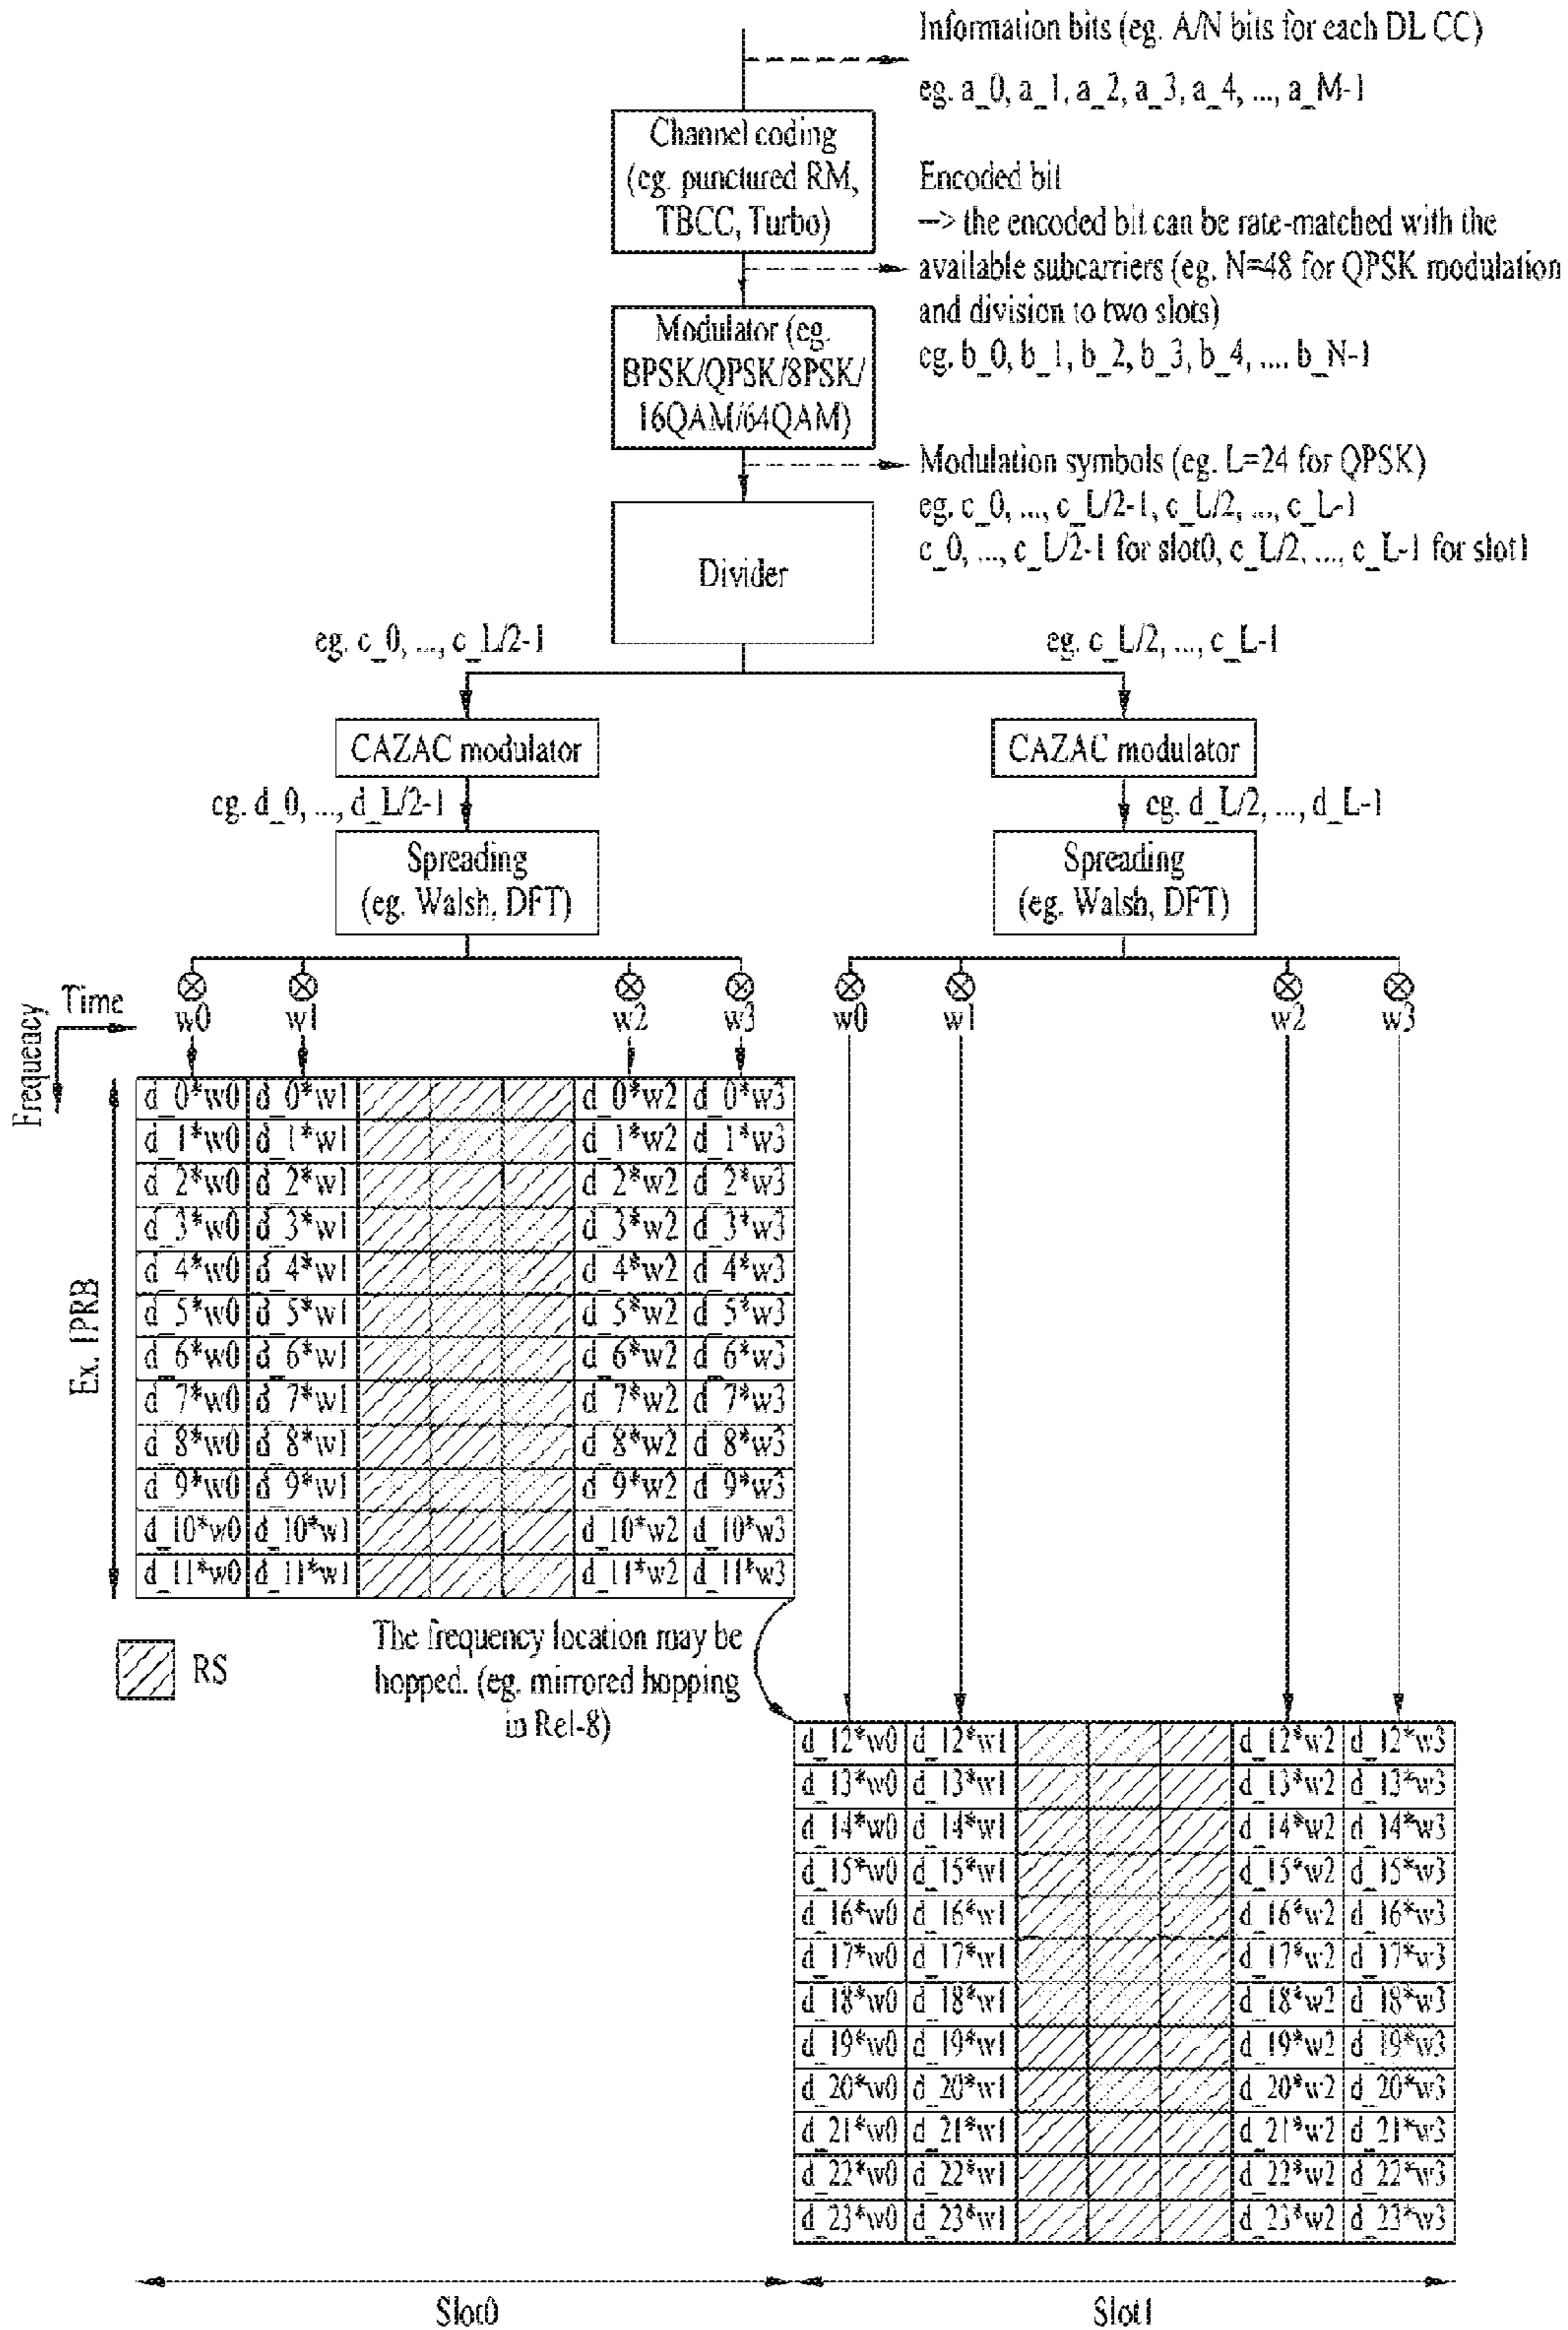 Information bits (eg. A/N bits for each DL CC)
eg. a_0, a_1, a_2, a_3, a_4, ..., a_M-1
Channel coding
(eg. punctured RM,
TBCC, Turbo)
Encoded bit
--> the encoded bit can be rate-matched with the
available subcarriers (eg. N=48 for QPSK modulation
and division to two slots)
eg. b_0, b_1, b_2, b_3, b_4, .... b_N-1
Modulator (eg.
BPSK/QPSK/8PSK/
16QAM/64QAM)
Modulation symbols (eg. L=24 for QPSK)
eg. c_0, ..., c_L/2-1, c_L/2, ..., c_L-1
c_0, ..., c_L/2-1 for slot0, c_L/2, ..., c_L-1 for slot1
Divider
eg. c_0, ..., c_L/2-1
eg. c_L/2, ..., c_L-1
CAZAC modulator
CAZAC modulator
eg. d_0, ..., d_L/2-1
eg. d_L/2, ..., d_L-1
Spreading
(eg. Walsh, DFT)
Spreading
(eg. Walsh, DFT)
Time
Frequency
w0 w1 w2 w3
w0 w1 w2 w3
d_0*w0 d_0*w1 d_0*w2 d_0*w3
d_1*w0 d_1*w1 d_1*w2 d_1*w3
d_2*w0 d_2*w1 d_2*w2 d_2*w3
d_3*w0 d_3*w1 d_3*w2 d_3*w3
d_4*w0 d_4*w1 d_4*w2 d_4*w3
d_5*w0 d_5*w1 d_5*w2 d_5*w3
d_6*w0 d_6*w1 d_6*w2 d_6*w3
d_7*w0 d_7*w1 d_7*w2 d_7*w3
d_8*w0 d_8*w1 d_8*w2 d_8*w3
d_9*w0 d_9*w1 d_9*w2 d_9*w3
d_10*w0 d_10*w1 d_10*w2 d_10*w3
d_11*w0 d_11*w1 d_11*w2 d_11*w3
Ex. 1PRB
RS
The frequency location may be
hopped. (eg. mirrored hopping
in Rel-8)
d_12*w0 d_12*w1 d_12*w2 d_12*w3
d_13*w0 d_13*w1 d_13*w2 d_13*w3
d_14*w0 d_14*w1 d_14*w2 d_14*w3
d_15*w0 d_15*w1 d_15*w2 d_15*w3
d_16*w0 d_16*w1 d_16*w2 d_16*w3
d_17*w0 d_17*w1 d_17*w2 d_17*w3
d_18*w0 d_18*w1 d_18*w2 d_18*w3
d_19*w0 d_19*w1 d_19*w2 d_19*w3
d_20*w0 d_20*w1 d_20*w2 d_20*w3
d_21*w0 d_21*w1 d_21*w2 d_21*w3
d_22*w0 d_22*w1 d_22*w2 d_22*w3
d_23*w0 d_23*w1 d_23*w2 d_23*w3
Slot0
Slot1